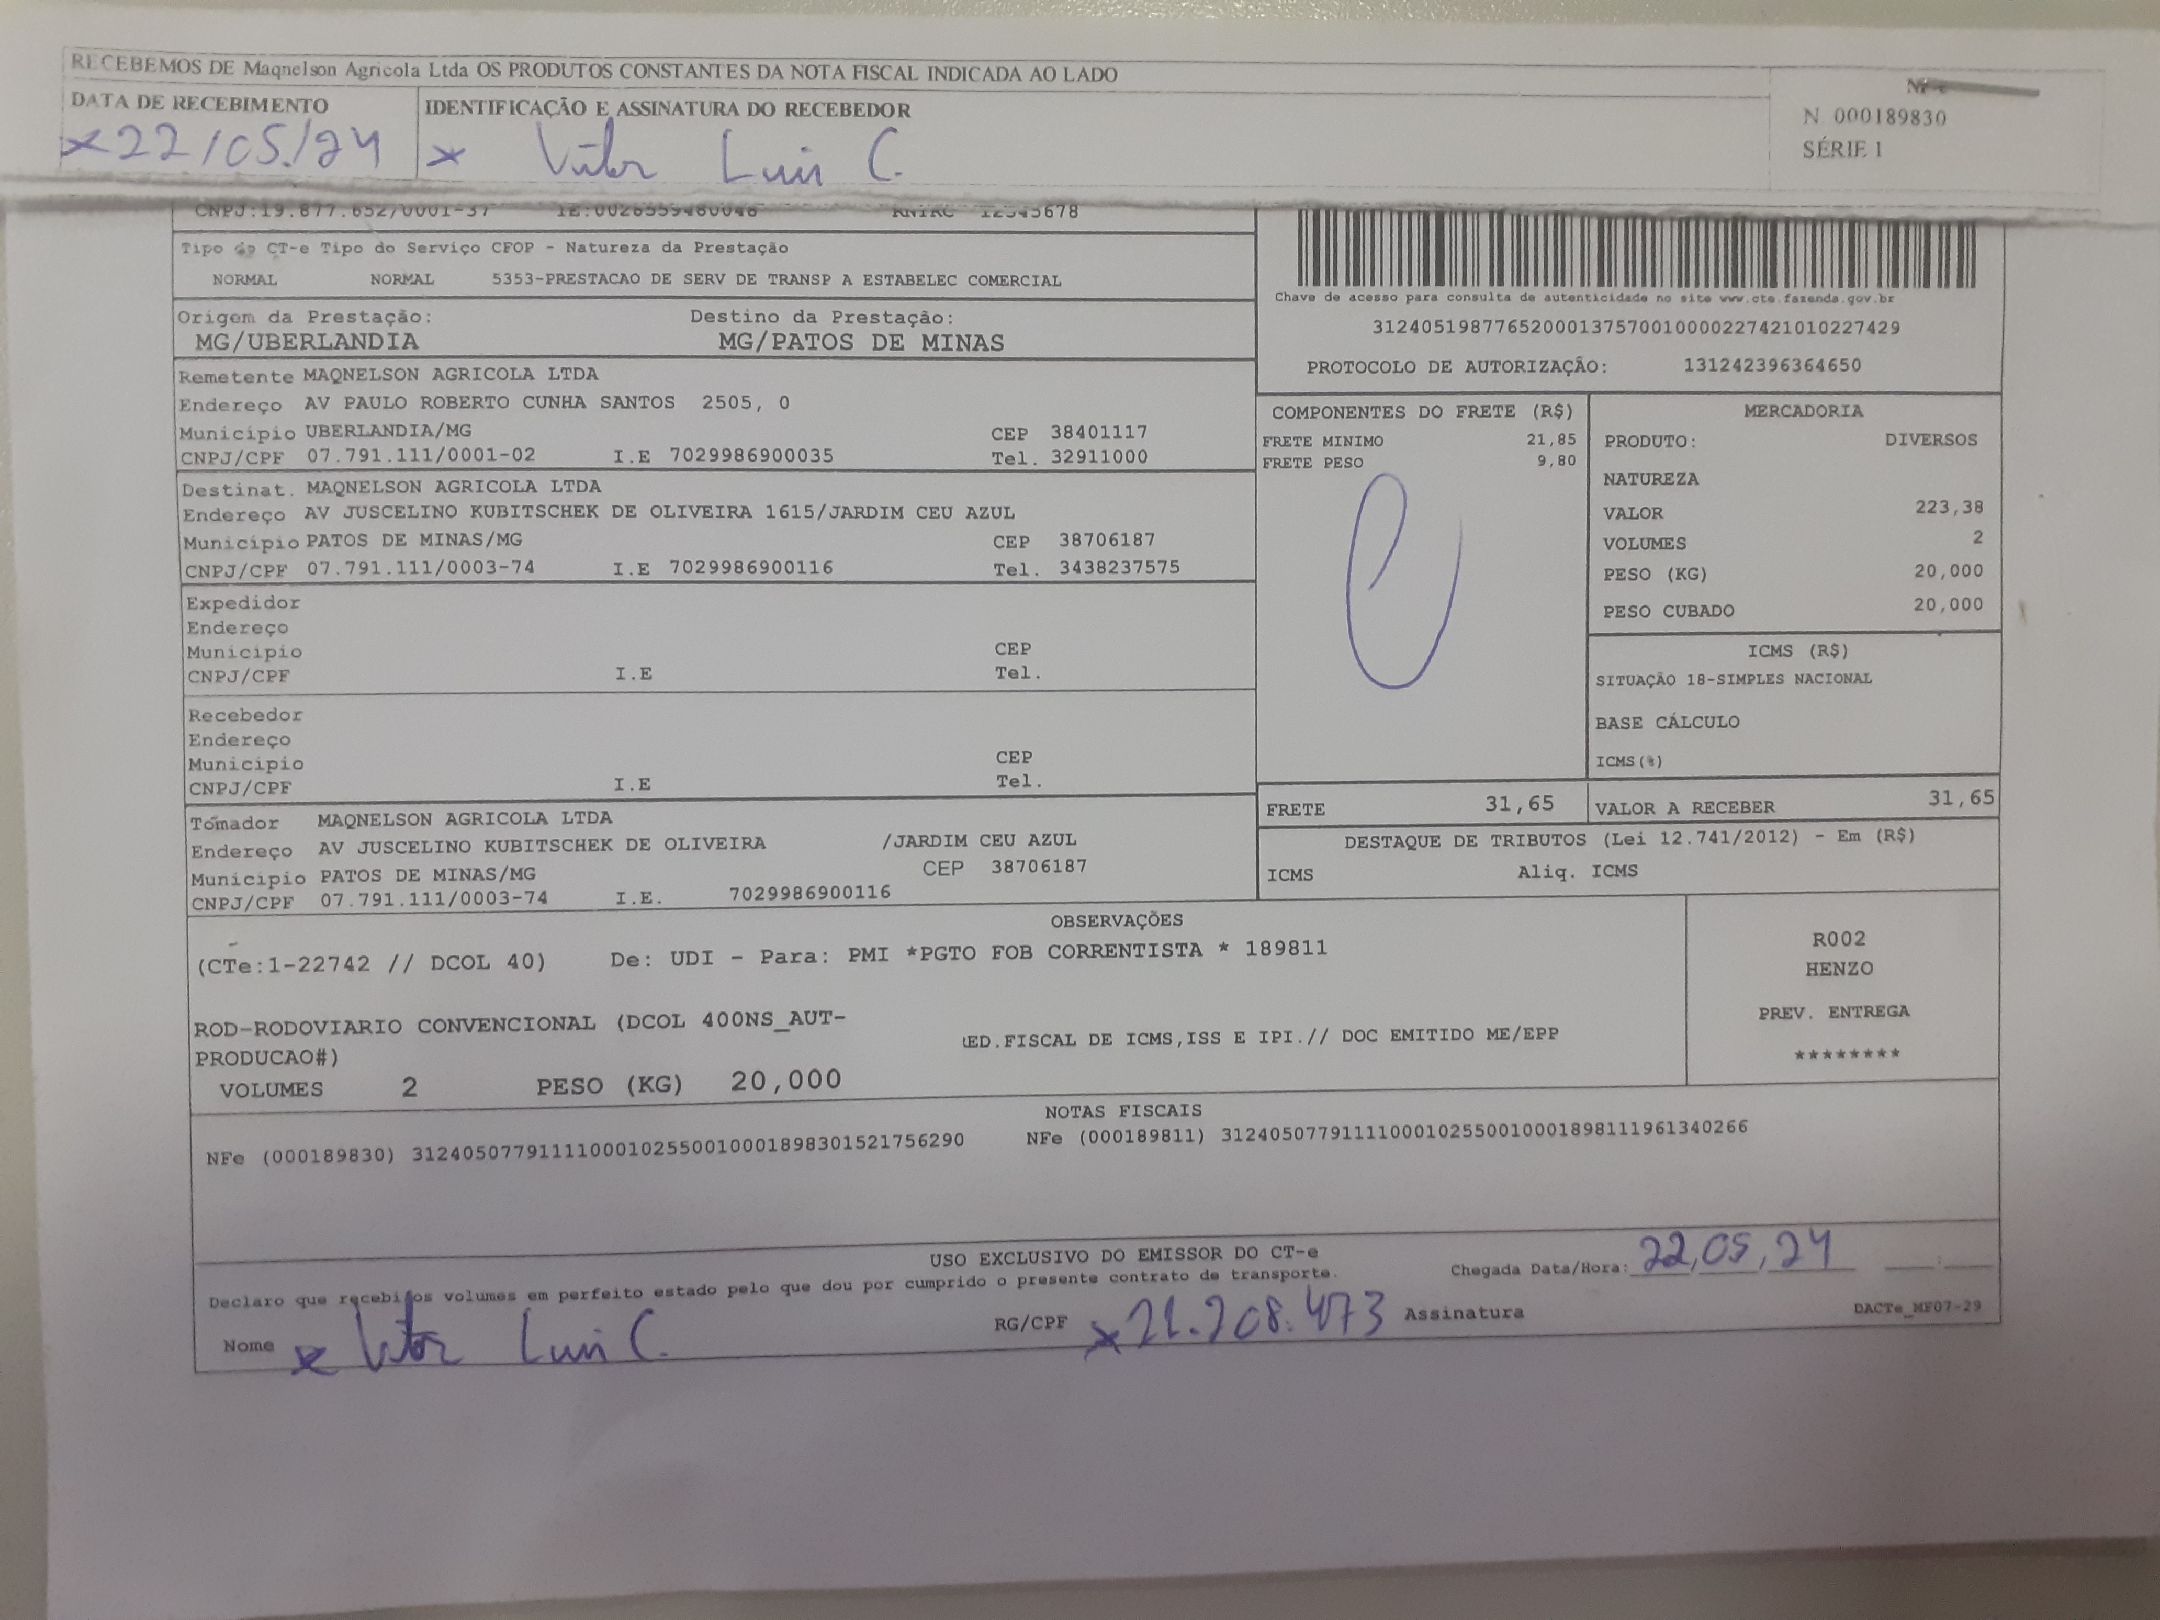 RECEBEMOS DE Maqnelson Agricola Ltda OS PRODUTOS CONSTANTES DA NOTA FISCAL INDICADA AO LADO
DATA DE RECEBIMENTO
IDENTIFICAÇÃO E ASSINATURA DO RECEBEDOR
N 000189830
SÉRIE 1
x 22/05/24
x Vitor Luis C.
CNPJ:19.877.652/0001-37 IE:0026559480048 RNTRC 12345678
Tipo do CT-e Tipo do Serviço CFOP - Natureza da Prestação
NORMAL NORMAL 5353-PRESTACAO DE SERV DE TRANSP A ESTABELEC COMERCIAL
Chave de acesso para consulta de autenticidade no site www.cte.fazenda.gov.br
31240519877652000137570010000227421010227429
PROTOCOLO DE AUTORIZAÇÃO: 131242396364650
Origem da Prestação: Destino da Prestação:
MG/UBERLANDIA MG/PATOS DE MINAS
Remetente MAQNELSON AGRICOLA LTDA
Endereço AV PAULO ROBERTO CUNHA SANTOS 2505, 0
Município UBERLANDIA/MG CEP 38401117
CNPJ/CPF 07.791.111/0001-02 I.E 7029986900035 Tel. 32911000
Destinat. MAQNELSON AGRICOLA LTDA
Endereço AV JUSCELINO KUBITSCHEK DE OLIVEIRA 1615/JARDIM CEU AZUL
Município PATOS DE MINAS/MG CEP 38706187
CNPJ/CPF 07.791.111/0003-74 I.E 7029986900116 Tel. 3438237575
Expedidor
Endereço
Município CEP
CNPJ/CPF I.E Tel.
Recebedor
Endereço
Município CEP
CNPJ/CPF I.E Tel.
Tomador MAQNELSON AGRICOLA LTDA
Endereço AV JUSCELINO KUBITSCHEK DE OLIVEIRA /JARDIM CEU AZUL
Município PATOS DE MINAS/MG CEP 38706187
CNPJ/CPF 07.791.111/0003-74 I.E. 7029986900116
COMPONENTES DO FRETE (R$)
FRETE MINIMO 21,85
FRETE PESO 9,80
MERCADORIA
PRODUTO: DIVERSOS
NATUREZA
VALOR 223,38
VOLUMES 2
PESO (KG) 20,000
PESO CUBADO 20,000
ICMS (R$)
SITUAÇÃO 18-SIMPLES NACIONAL
BASE CÁLCULO
ICMS(%)
FRETE 31,65 VALOR A RECEBER 31,65
DESTAQUE DE TRIBUTOS (Lei 12.741/2012) - Em (R$)
ICMS Aliq. ICMS
OBSERVAÇÕES
(CTe:1-22742 // DCOL 40) De: UDI - Para: PMI *PGTO FOB CORRENTISTA * 189811
ROD-RODOVIARIO CONVENCIONAL (DCOL 400NS_AUT-
PRODUCAO#)
ED.FISCAL DE ICMS,ISS E IPI.// DOC EMITIDO ME/EPP
VOLUMES 2 PESO (KG) 20,000
R002
HENZO
PREV. ENTREGA
********
NOTAS FISCAIS
NFe (000189830) 31240507791111000102550010001898301521756290 NFe (000189811) 31240507791111000102550010001898111961340266
USO EXCLUSIVO DO EMISSOR DO CT-e
Declaro que recebi os volumes em perfeito estado pelo que dou por cumprido o presente contrato de transporte.
Chegada Data/Hora: 22,05,24
Nome x Vitor Luis C. RG/CPF x 21.208.473 Assinatura
DACTe_MF07-29